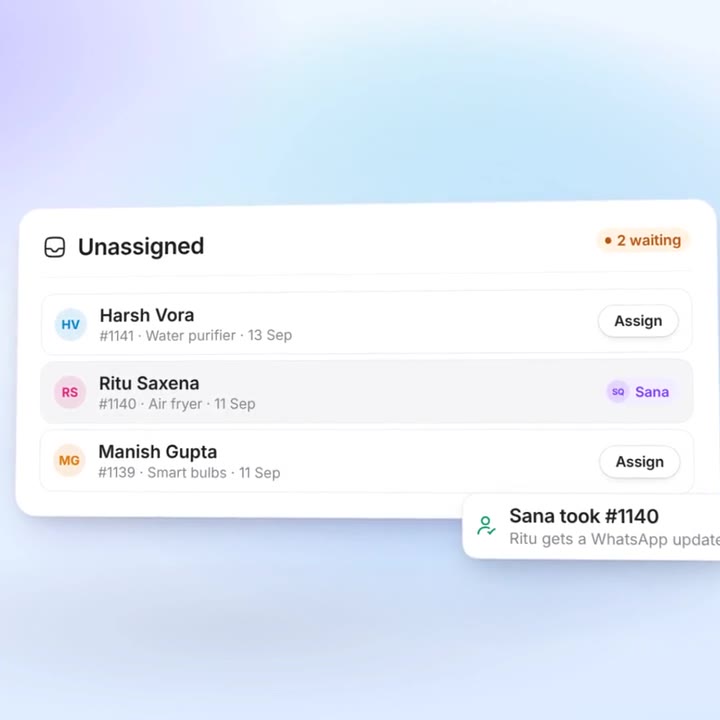 Unassigned
2 waiting
HV
Harsh Vora
#1141 · Water purifier · 13 Sep
Assign
RS
Ritu Saxena
#1140 · Air fryer · 11 Sep
SQ
Sana
MG
Manish Gupta
#1139 · Smart bulbs · 11 Sep
Assign
Sana took #1140
Ritu gets a WhatsApp update